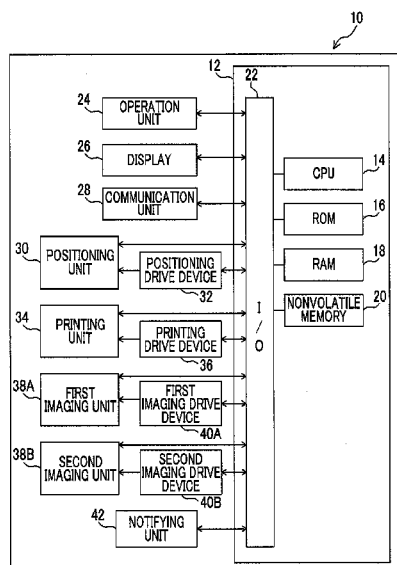 10
12
22
24
OPERATION
UNIT
26
DISPLAY
14
CPU
28
COMMUNICATION
UNIT
16
ROM
30
POSITIONING
UNIT
POSITIONING
DRIVE DEVICE
32
18
RAM
20
NONVOLATILE
MEMORY
34
PRINTING
UNIT
PRINTING
DRIVE DEVICE
36
I/O
38A
FIRST
IMAGING UNIT
FIRST
IMAGING DRIVE
DEVICE
40A
38B
SECOND
IMAGING UNIT
SECOND
IMAGING DRIVE
DEVICE
40B
42
NOTIFYING
UNIT